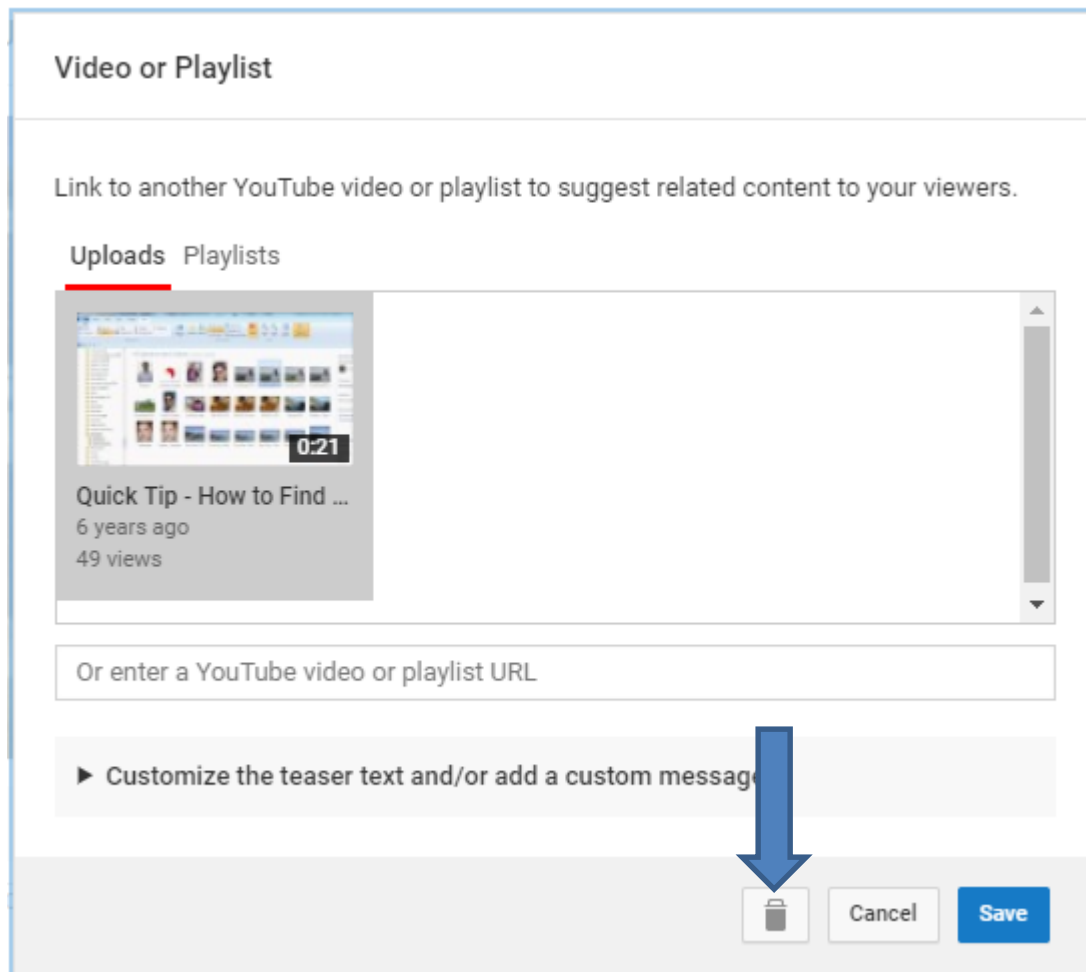 Video or Playlist
Link to another YouTube video or playlist to suggest related content to your viewers.
Uploads Playlists
0:21
Quick Tip - How to Find ...
6 years ago
49 views
Or enter a YouTube video or playlist URL
Customize the teaser text and/or add a custom message
Cancel Save